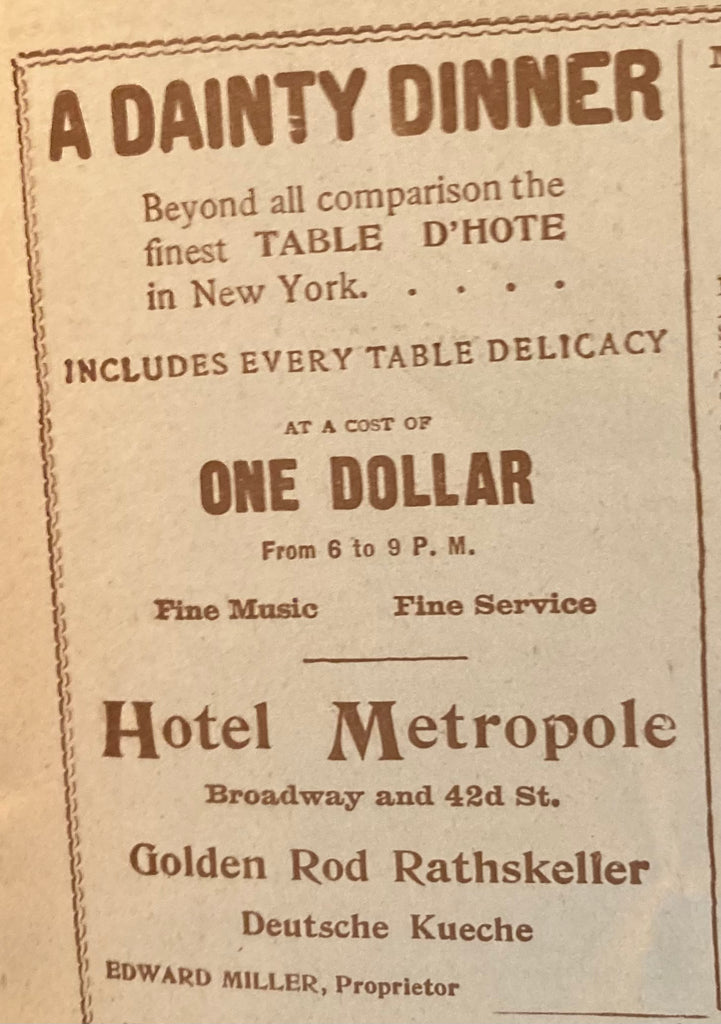 A DAINTY DINNER
Beyond all comparison the
finest TABLE D'HOTE
in New York. . . . .
INCLUDES EVERY TABLE DELICACY
AT A COST OF
ONE DOLLAR
From 6 to 9 P. M.
Fine Music Fine Service
Hotel Metropole
Broadway and 42d St.
Golden Rod Rathskeller
Deutsche Kueche
EDWARD MILLER, Proprietor